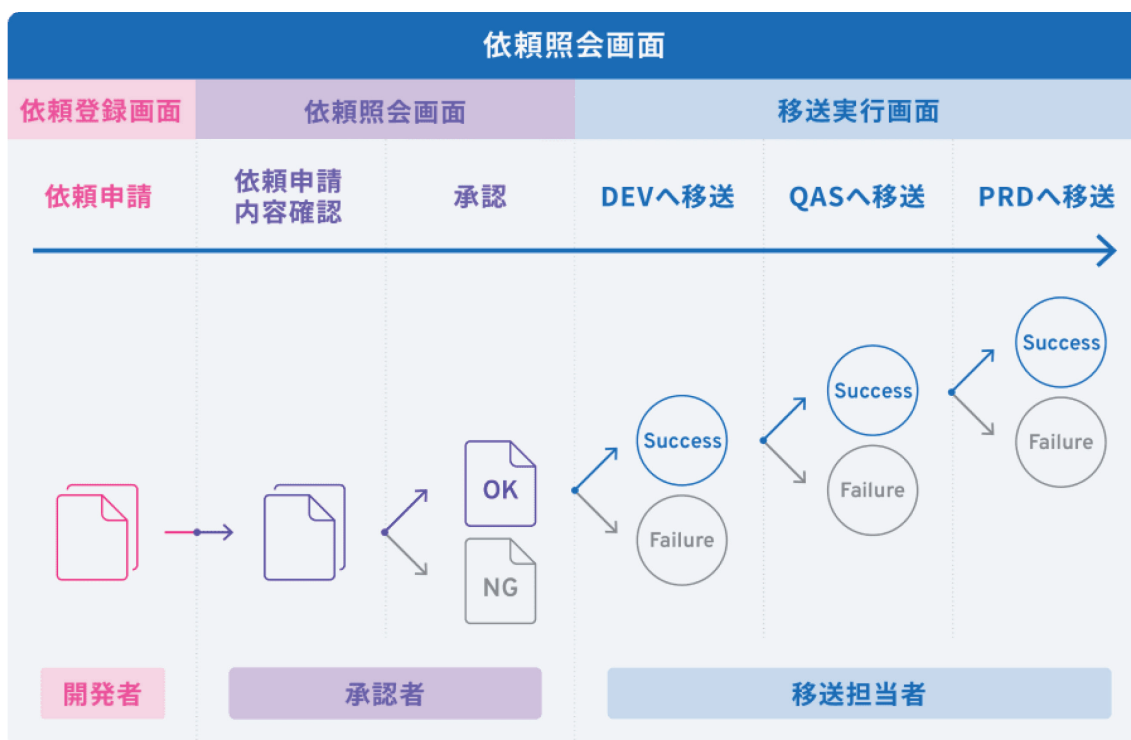 依頼照会画面
依頼登録画面
依頼照会画面
移送実行画面
依頼申請
依頼申請
内容確認
承認
DEVへ移送
QASへ移送
PRDへ移送
OK
NG
Success
Failure
Success
Failure
Success
Failure
開発者
承認者
移送担当者